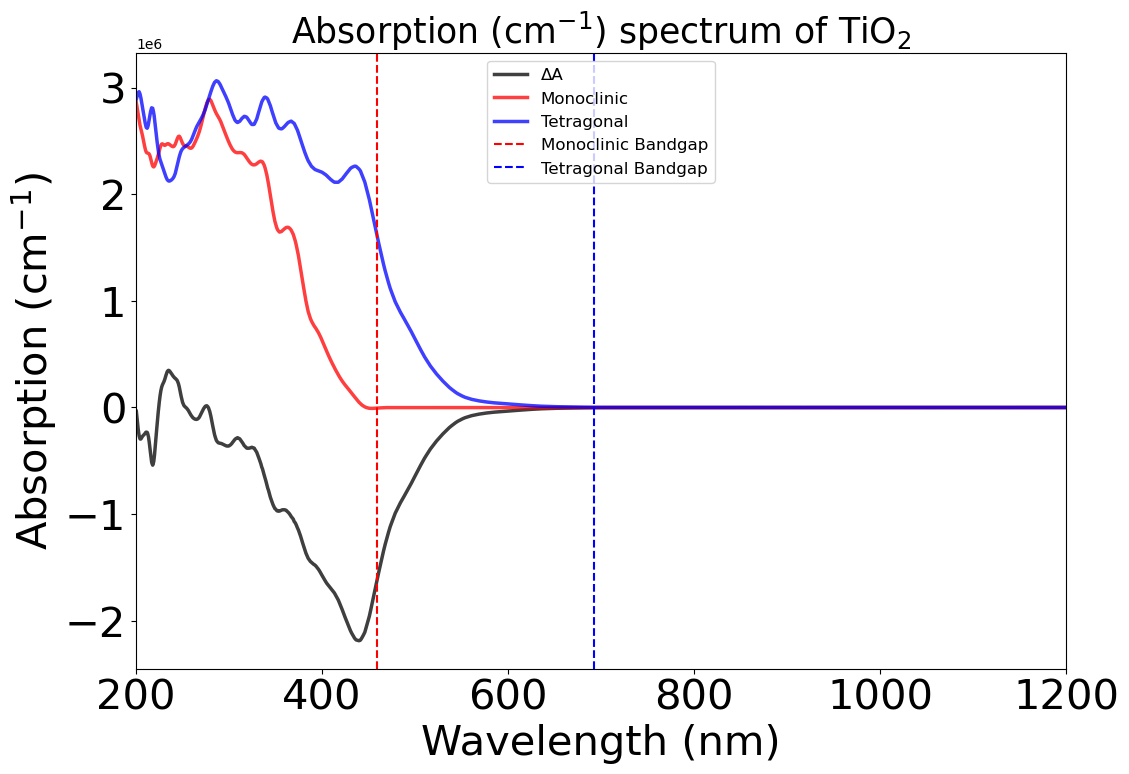 Absorption (cm⁻¹) spectrum of TiO₂
1e6
3
2
1
0
−1
−2
Absorption (cm⁻¹)
ΔA
Monoclinic
Tetragonal
Monoclinic Bandgap
Tetragonal Bandgap
200 400 600 800 1000 1200
Wavelength (nm)